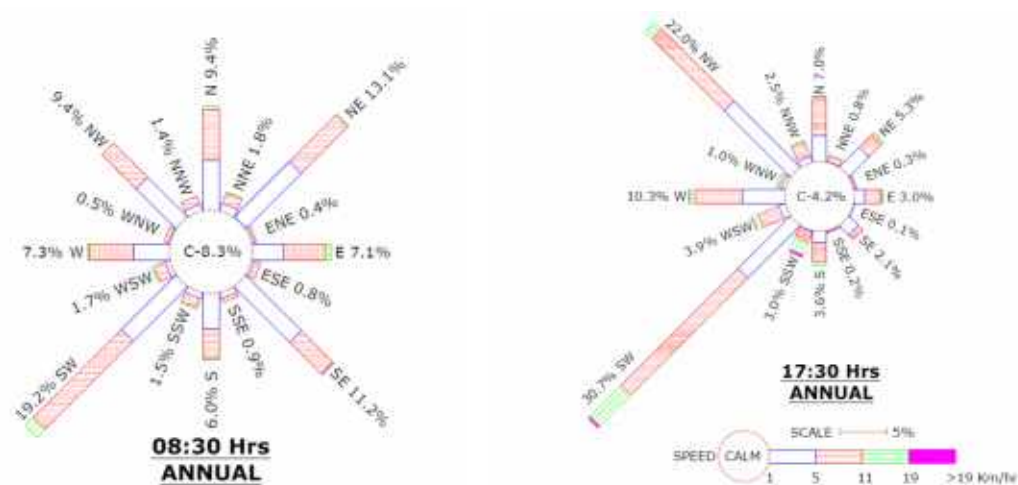 N 9.4%
NNE 1.8%
NE 13.1%
ENE 0.4%
E 7.1%
ESE 0.8%
SE 11.2%
SSE 0.9%
6.0% S
1.5% SSW
19.2% SW
1.7% WSW
7.3% W
0.5% WNW
9.4% NW
1.4% NNW
C-8.3%
08:30 Hrs
ANNUAL
N 7.0%
NNE 0.8%
NE 5.3%
ENE 0.3%
E 3.0%
ESE 0.1%
SE 2.1%
SSE 0.2%
3.6% S
3.0% SSW
30.7% SW
3.9% WSW
10.3% W
1.0% WNW
22.0% NW
2.5% NNW
C-4.2%
17:30 Hrs
ANNUAL
SCALE 5%
SPEED CALM
1 5 11 19 >19 Km/hr